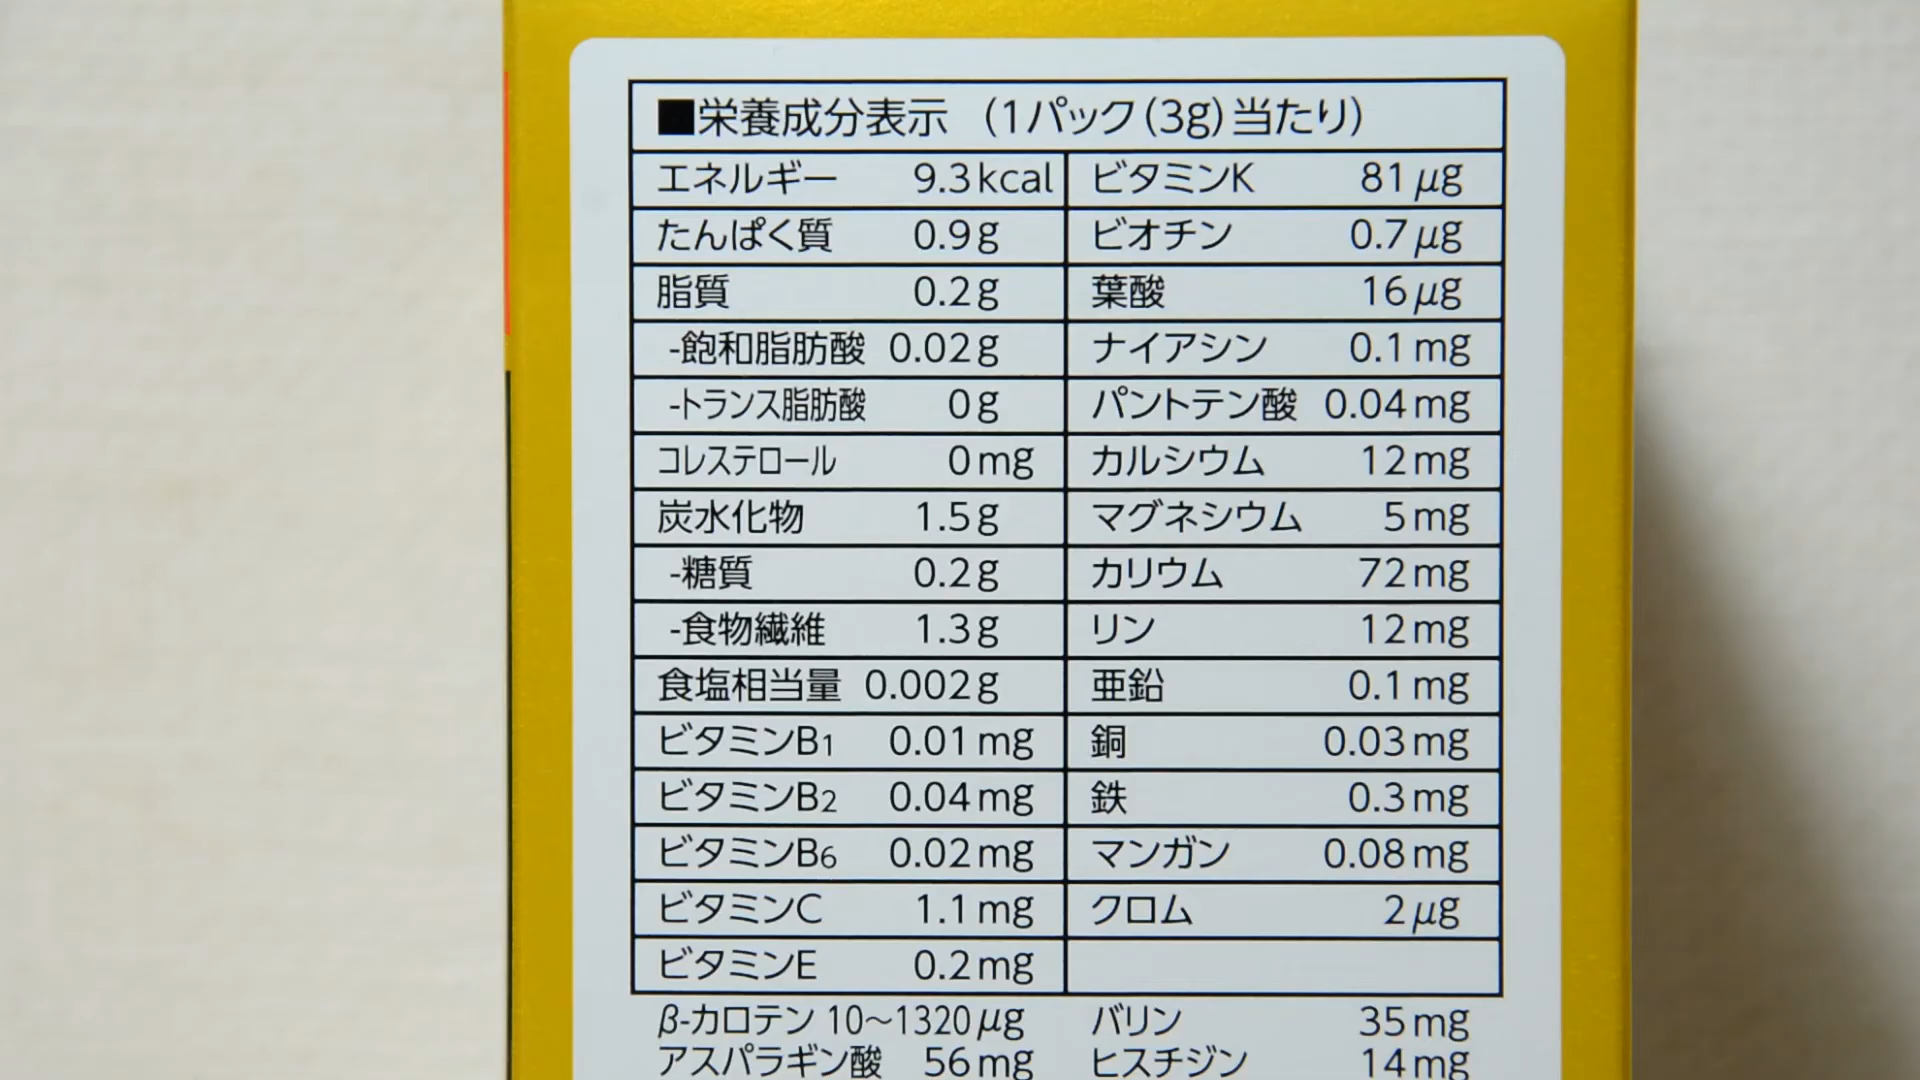 ■栄養成分表示 (1パック(3g)当たり)
エネルギー 9.3kcal ビタミンK 81μg
たんぱく質 0.9g ビオチン 0.7μg
脂質 0.2g 葉酸 16μg
-飽和脂肪酸 0.02g ナイアシン 0.1mg
-トランス脂肪酸 0g パントテン酸 0.04mg
コレステロール 0mg カルシウム 12mg
炭水化物 1.5g マグネシウム 5mg
-糖質 0.2g カリウム 72mg
-食物繊維 1.3g リン 12mg
食塩相当量 0.002g 亜鉛 0.1mg
ビタミンB1 0.01mg 銅 0.03mg
ビタミンB2 0.04mg 鉄 0.3mg
ビタミンB6 0.02mg マンガン 0.08mg
ビタミンC 1.1mg クロム 2μg
ビタミンE 0.2mg
β-カロテン 10～1320μg バリン 35mg
アスパラギン酸 56mg ヒスチジン 14mg